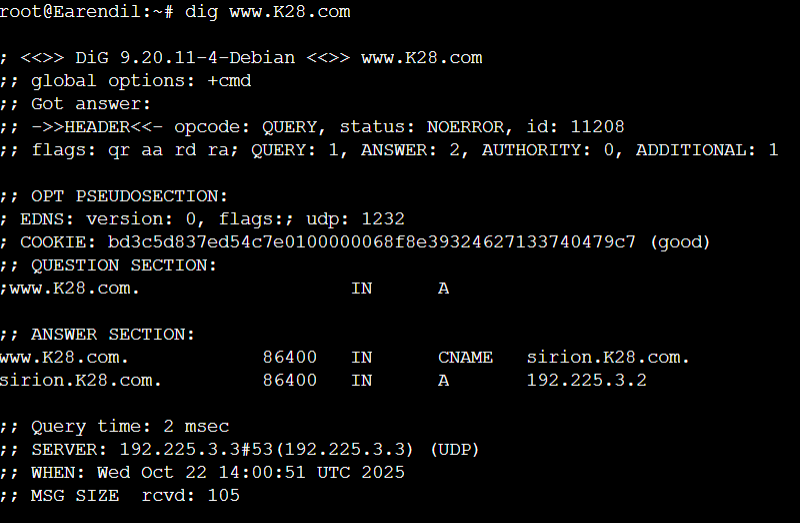 root@Earendil:~# dig www.K28.com
; <<>> DiG 9.20.11-4-Debian <<>> www.K28.com
;; global options: +cmd
;; Got answer:
;; ->>HEADER<<- opcode: QUERY, status: NOERROR, id: 11208
;; flags: qr aa rd ra; QUERY: 1, ANSWER: 2, AUTHORITY: 0, ADDITIONAL: 1
;; OPT PSEUDOSECTION:
; EDNS: version: 0, flags:; udp: 1232
; COOKIE: bd3c5d837ed54c7e0100000068f8e39324627133740479c7 (good)
;; QUESTION SECTION:
;www.K28.com. IN A
;; ANSWER SECTION:
www.K28.com. 86400 IN CNAME sirion.K28.com.
sirion.K28.com. 86400 IN A 192.225.3.2
;; Query time: 2 msec
;; SERVER: 192.225.3.3#53(192.225.3.3) (UDP)
;; WHEN: Wed Oct 22 14:00:51 UTC 2025
;; MSG SIZE rcvd: 105